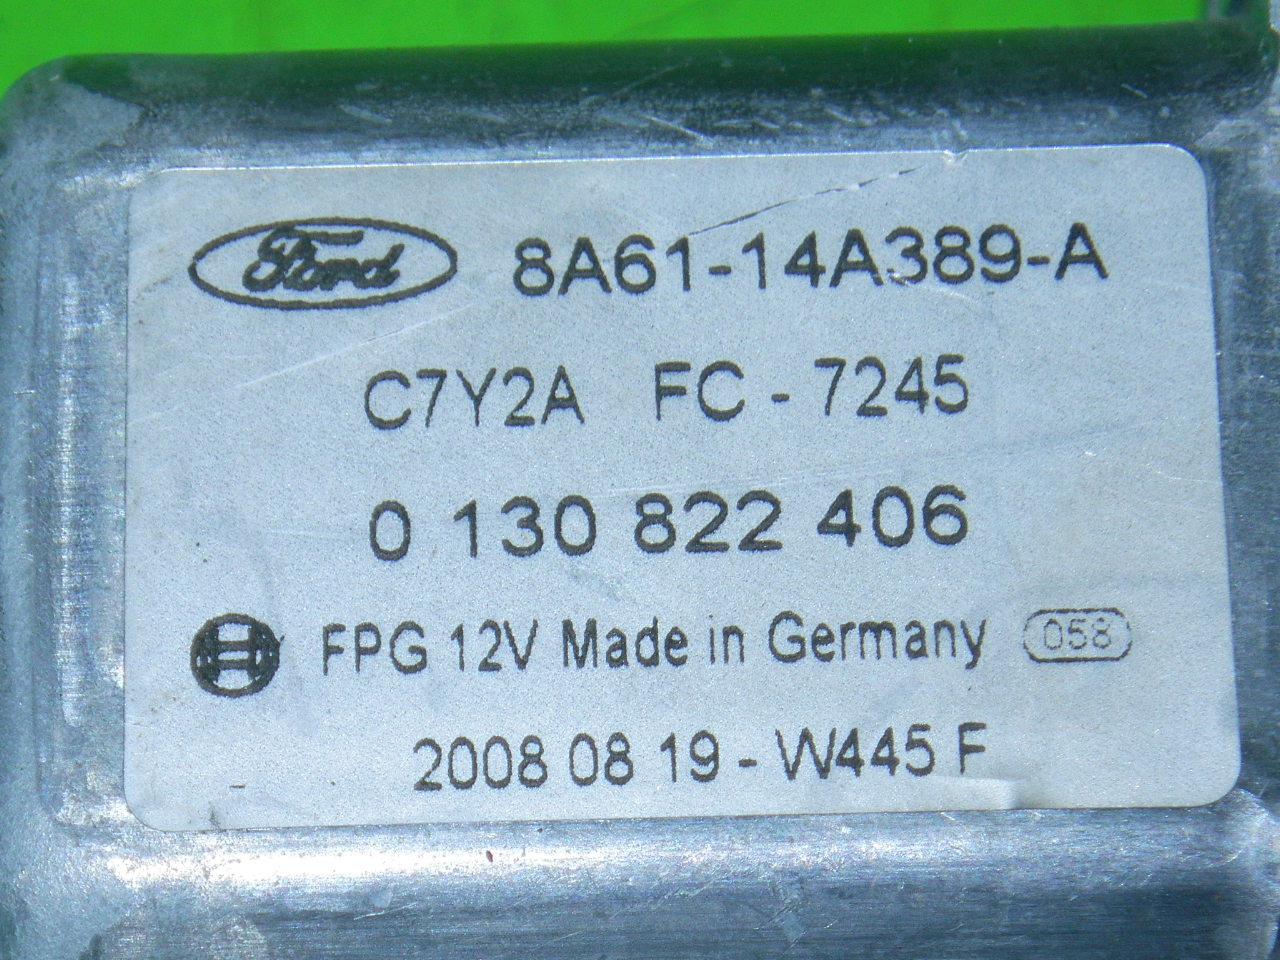 Ford 8A61-14A389-A
C7Y2A FC - 7245
0 130 822 406
FPG 12V Made in Germany 058
2008 08 19 - W445 F